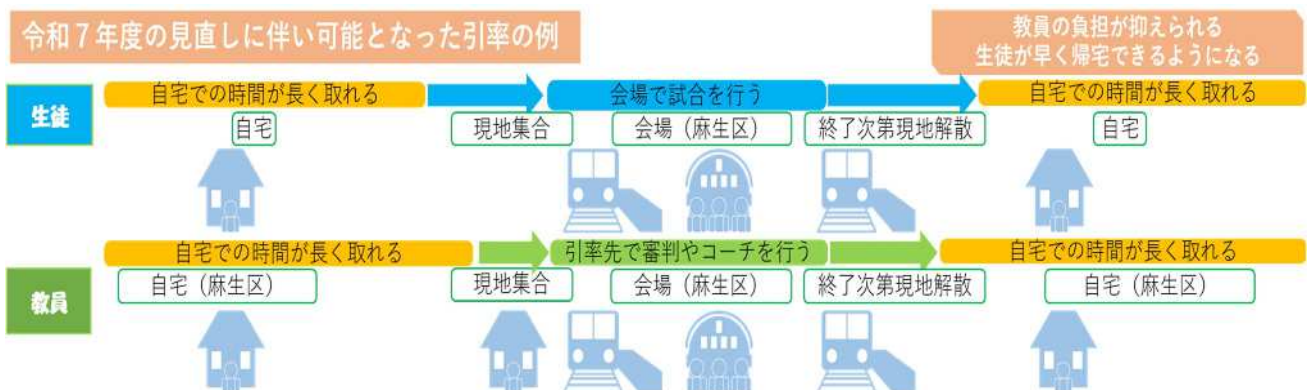 令和7年度の見直しに伴い可能となった引率の例
教員の負担が抑えられる
生徒が早く帰宅できるようになる
生徒
自宅での時間が長く取れる
会場で試合を行う
自宅での時間が長く取れる
自宅
現地集合
会場（麻生区）
終了次第現地解散
自宅
教員
自宅での時間が長く取れる
引率先で審判やコーチを行う
自宅での時間が長く取れる
自宅（麻生区）
現地集合
会場（麻生区）
終了次第現地解散
自宅（麻生区）